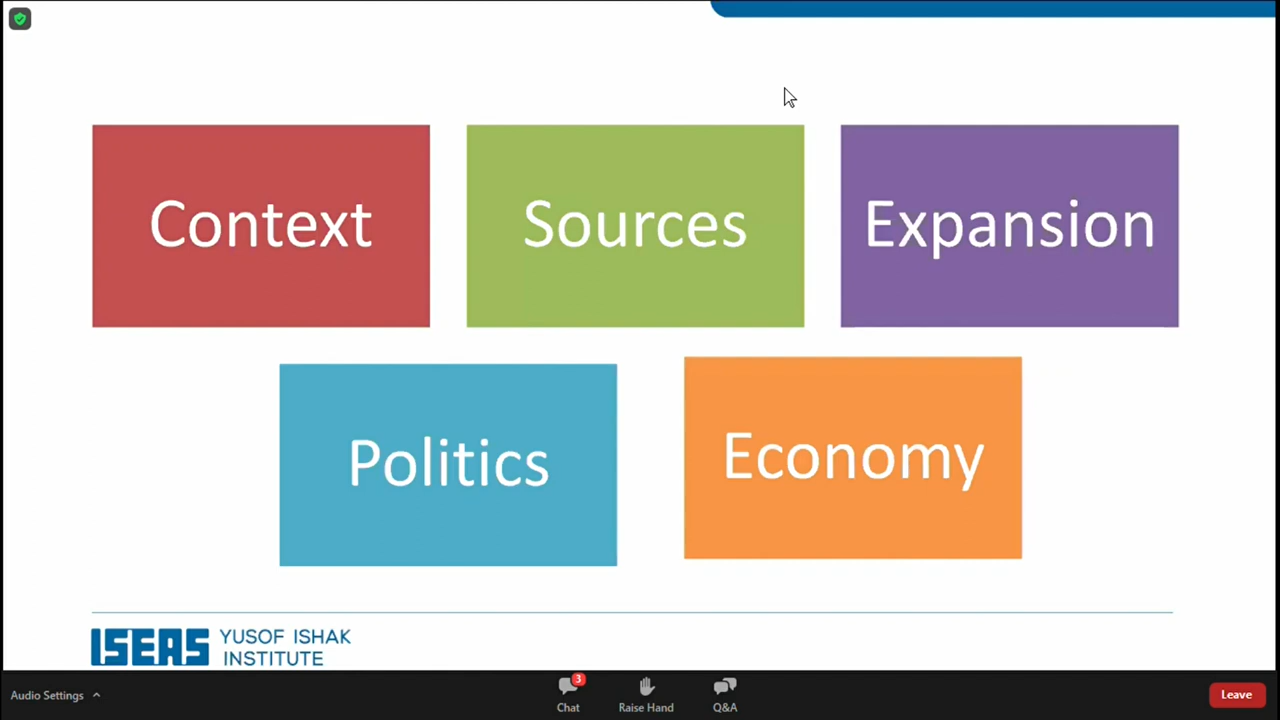 Context
Sources
Expansion
Politics
Economy
ISEAS YUSOF ISHAK
INSTITUTE
Audio Settings
3
Chat
Raise Hand
Q&A
Leave